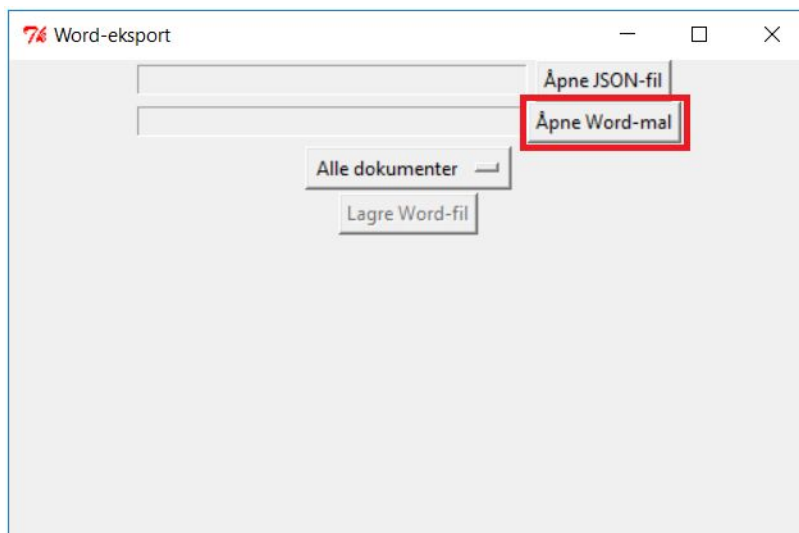 Word-eksport
Åpne JSON-fil
Åpne Word-mal
Alle dokumenter
Lagre Word-fil